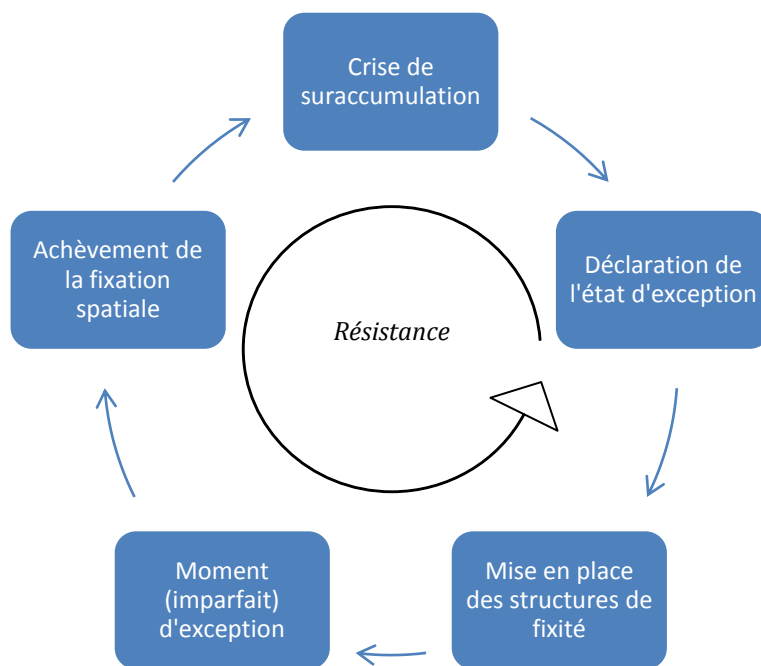 Crise de
suraccumulation
Déclaration de
l'état d'exception
Mise en place
des structures de
fixité
Moment
(imparfait)
d'exception
Achèvement de
la fixation
spatiale
Résistance